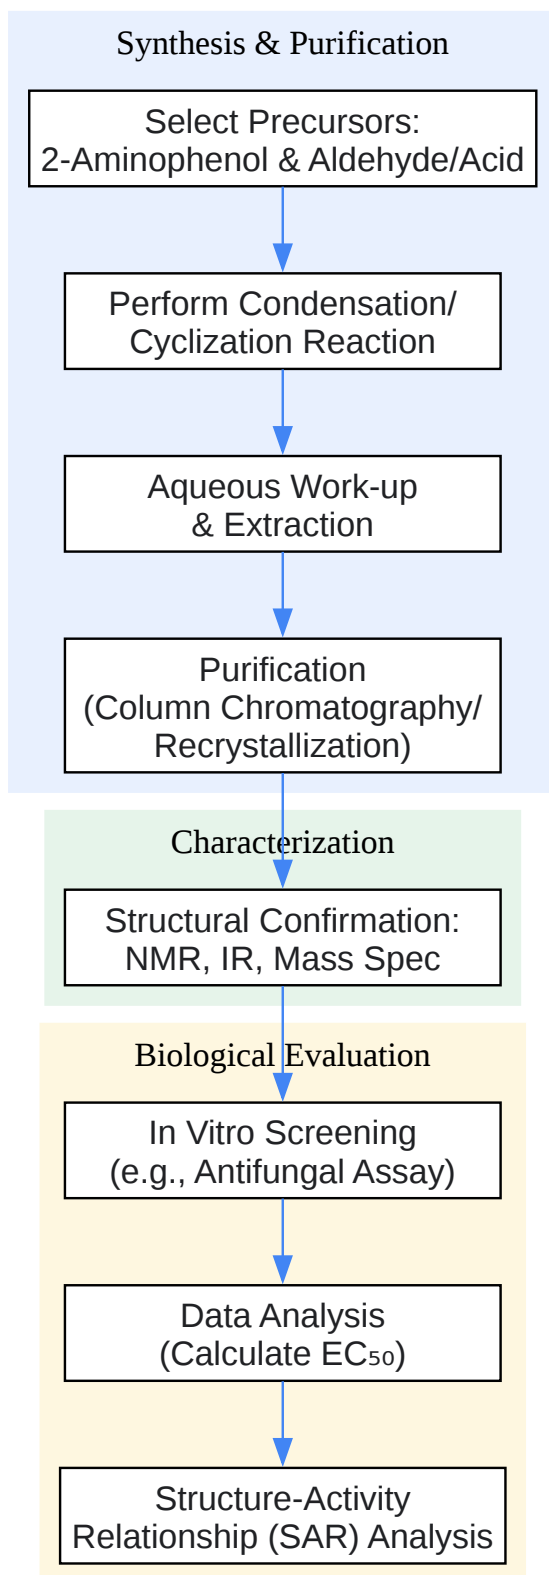 Synthesis & Purification
Select Precursors:
2-Aminophenol & Aldehyde/Acid
Perform Condensation/
Cyclization Reaction
Aqueous Work-up
& Extraction
Purification
(Column Chromatography/
Recrystallization)
Characterization
Structural Confirmation:
NMR, IR, Mass Spec
Biological Evaluation
In Vitro Screening
(e.g., Antifungal Assay)
Data Analysis
(Calculate EC₅₀)
Structure-Activity
Relationship (SAR) Analysis